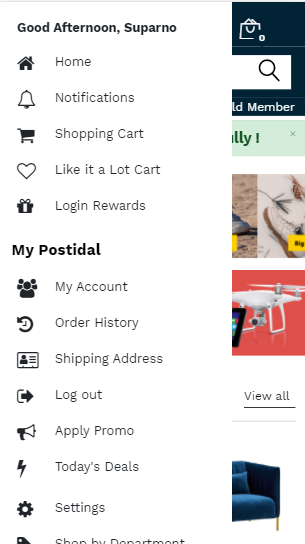 Good Afternoon, Suparno
Home
Notifications
Shopping Cart
Like it a Lot Cart
Login Rewards
My Postidal
My Account
Order History
Shipping Address
Log out
Apply Promo
Today's Deals
Settings
Shop by Department
0
ld Member
ully !
×
Big
View all